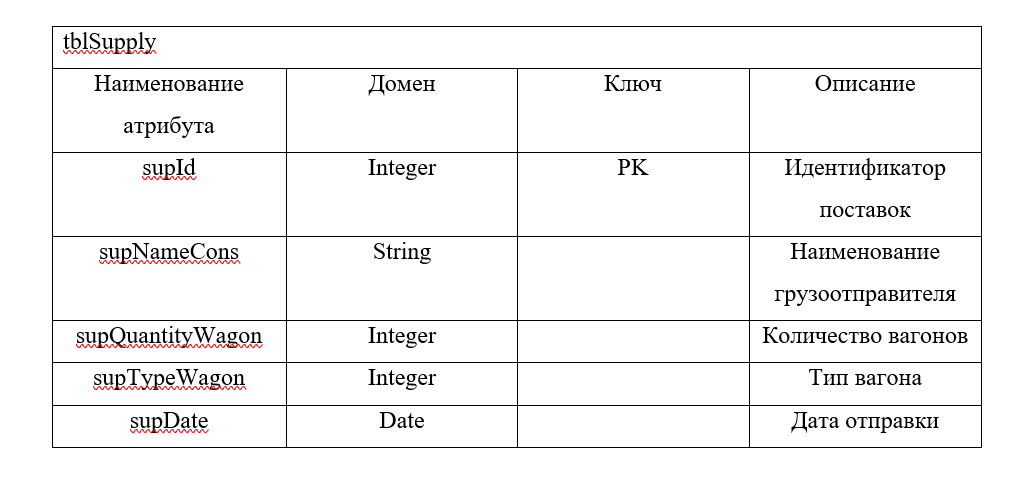 tblSupply
Наименование Домен Ключ Описание
атрибута
supId Integer PK Идентификатор
поставок
supNameCons String Наименование
грузоотправителя
supQuantityWagon Integer Количество вагонов
supTypeWagon Integer Тип вагона
supDate Date Дата отправки